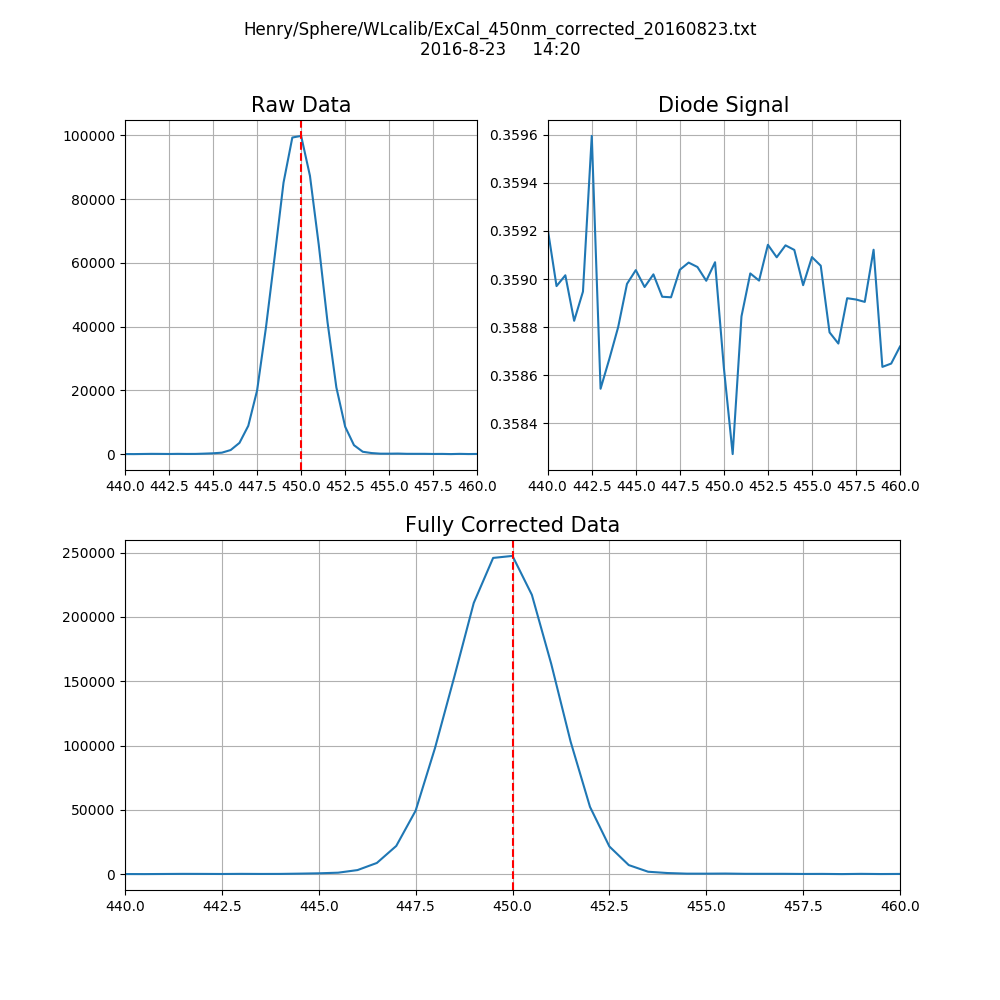 Henry/Sphere/WLcalib/ExCal_450nm_corrected_20160823.txt
2016-8-23 14:20
Raw Data
100000
80000
60000
40000
20000
0
440.0 442.5 445.0 447.5 450.0 452.5 455.0 457.5 460.0
Diode Signal
0.3596
0.3594
0.3592
0.3590
0.3588
0.3586
0.3584
440.0 442.5 445.0 447.5 450.0 452.5 455.0 457.5 460.0
Fully Corrected Data
250000
200000
150000
100000
50000
0
440.0 442.5 445.0 447.5 450.0 452.5 455.0 457.5 460.0